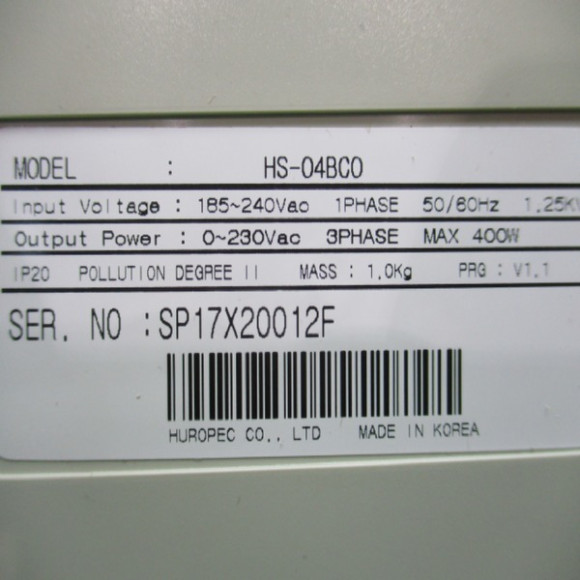 MODEL : HS-04BC0
Input Voltage : 185~240Vac 1PHASE 50/60Hz 1.25K
Output Power : 0~230Vac 3PHASE MAX 400W
IP20 POLLUTION DEGREE II MASS : 1.0Kg PRG : V1.1
SER. NO : SP17X20012F
HUROPEC CO., LTD MADE IN KOREA